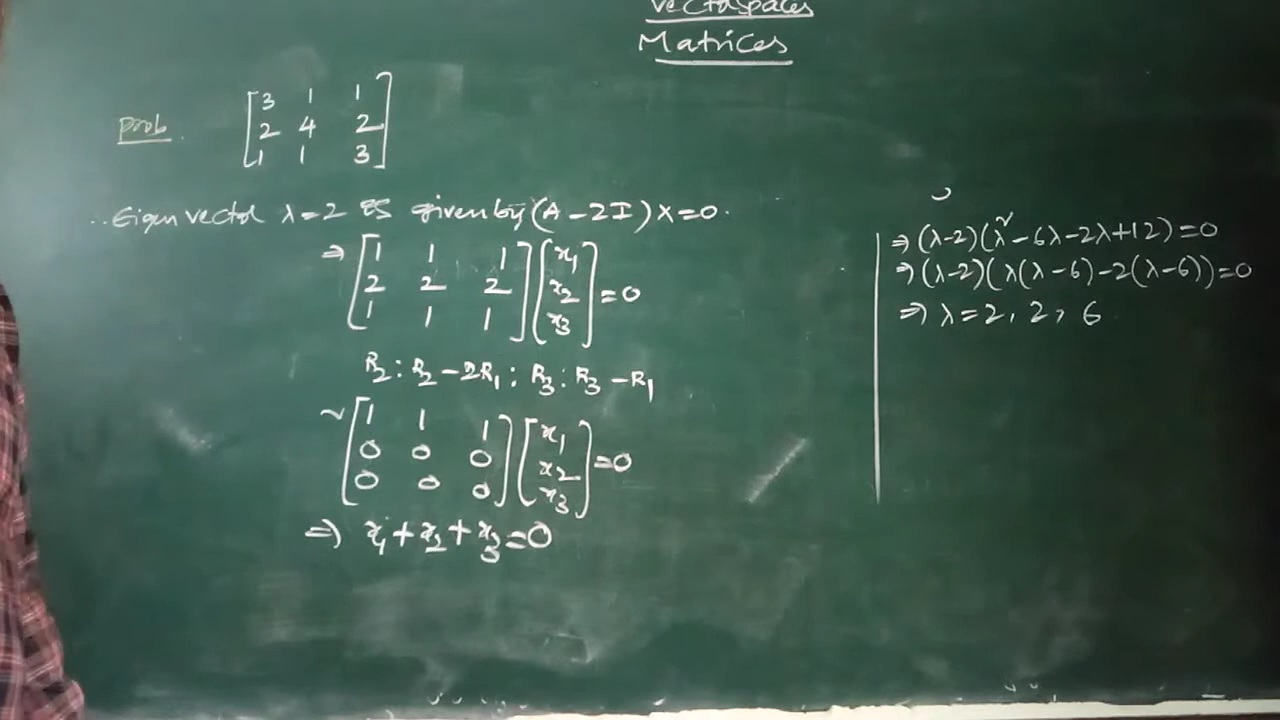 Vectorspaces
Matrices
Prob.
[3 1 1
2 4 2
1 1 3]
∴ Eigen vector λ=2 is given by (A-2I)X=0.
⇒ [1 1 1
2 2 2
1 1 1] [x₁
x₂
x₃] =0
R₂: R₂-2R₁; R₃: R₃-R₁
~ [1 1 1
0 0 0
0 0 0] [x₁
x₂
x₃] =0
⇒ x₁+x₂+x₃=0
⇒ (λ-2)(λ²-6λ-2λ+12)=0
⇒ (λ-2)(λ(λ-6)-2(λ-6))=0
⇒ λ=2, 2, 6